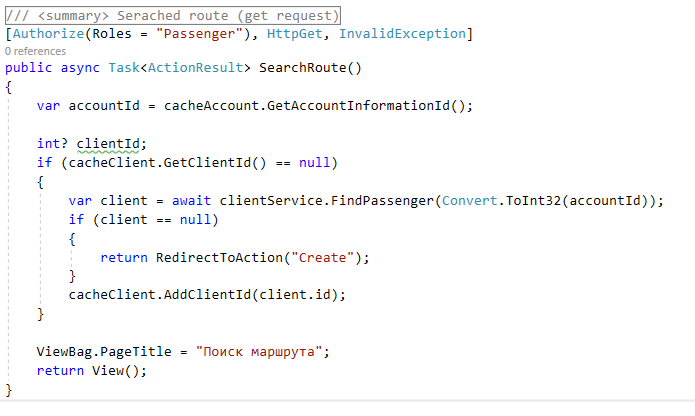 /// <summary> Serached route (get request)
[Authorize(Roles = "Passenger"), HttpGet, InvalidException]
0 references
public async Task<ActionResult> SearchRoute()
{
    var accountId = cacheAccount.GetAccountInformationId();

    int? clientId;
    if (cacheClient.GetClientId() == null)
    {
        var client = await clientService.FindPassenger(Convert.ToInt32(accountId));
        if (client == null)
        {
            return RedirectToAction("Create");
        }
        cacheClient.AddClientId(client.id);
    }

    ViewBag.PageTitle = "Поиск маршрута";
    return View();
}